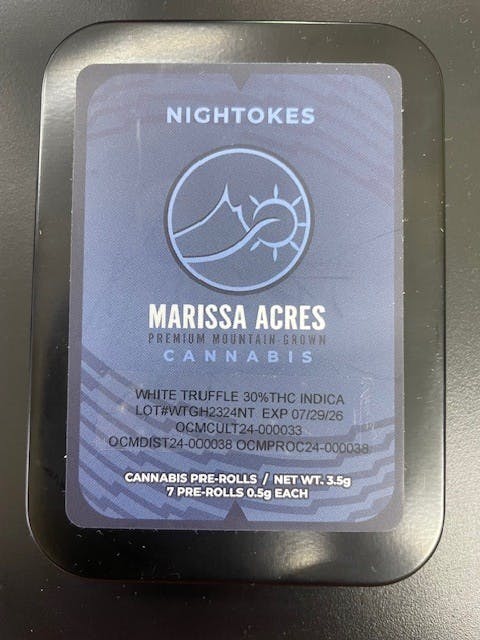 NIGHTOKES
MARISSA ACRES
PREMIUM MOUNTAIN-GROWN
CANNABIS
WHITE TRUFFLE 30%THC INDICA
LOT#WTGH2324NT EXP 07/29/26
OCMCULT24-000033
OCMDIST24-000038 OCMPROC24-000038
CANNABIS PRE-ROLLS / NET WT. 3.5g
7 PRE-ROLLS 0.5g EACH